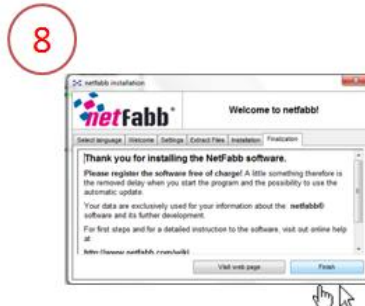 8
netfabb installation
netfabb
Welcome to netfabb!
Select language Welcome Settings Extract Files Installation Finalization
Thank you for installing the NetFabb software.
Please register the software free of charge! A little something therefore is
the removed delay when you start the program and the possibility to use the
automatic update.
Your data are exclusively used for your information about the netfabb®
software and its further development.
For first steps and for a detailed instruction to the software, visit out online help
at
http://www.netfabb.com/wiki
Visit web page Finish